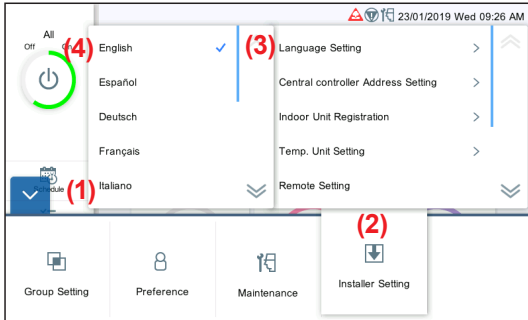 23/01/2019 Wed 09:26 AM
All
Off On
(4)
English
Español
Deutsch
Français
Italiano
(3)
Language Setting
Central controller Address Setting
Indoor Unit Registration
Temp. Unit Setting
Remote Setting
Schedule
(1)
(2)
Group Setting
Preference
Maintenance
Installer Setting